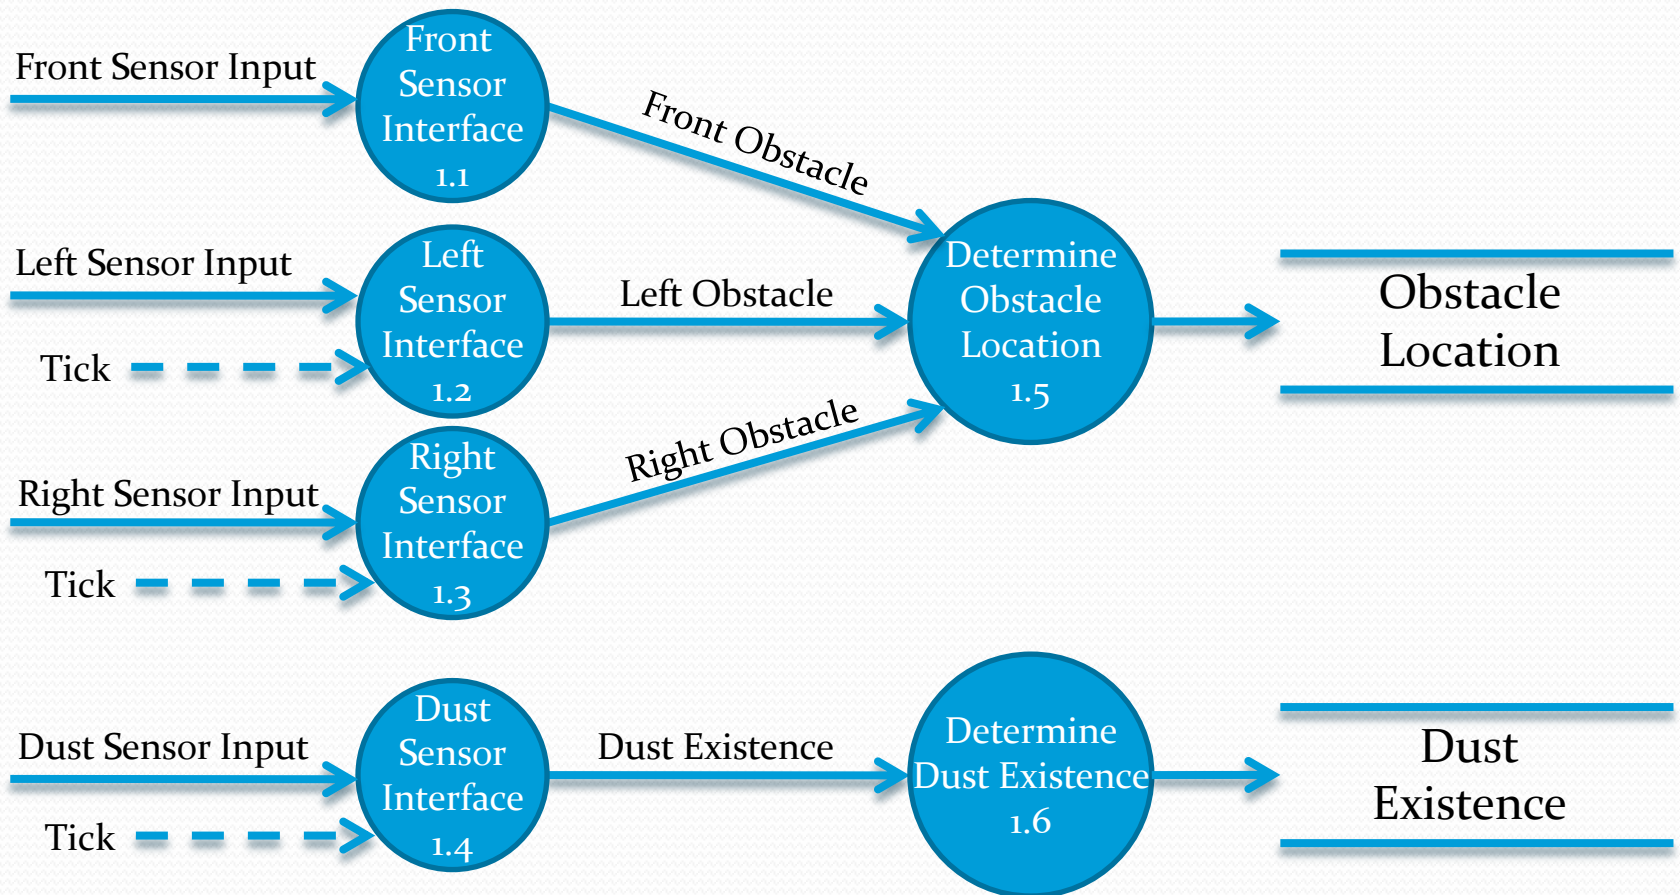 Front Sensor Input
Front
Sensor
Interface
1.1
Front Obstacle
Left Sensor Input
Tick
Left
Sensor
Interface
1.2
Left Obstacle
Determine
Obstacle
Location
1.5
Obstacle
Location
Right Sensor Input
Tick
Right
Sensor
Interface
1.3
Right Obstacle
Dust Sensor Input
Tick
Dust
Sensor
Interface
1.4
Dust Existence
Determine
Dust Existence
1.6
Dust
Existence